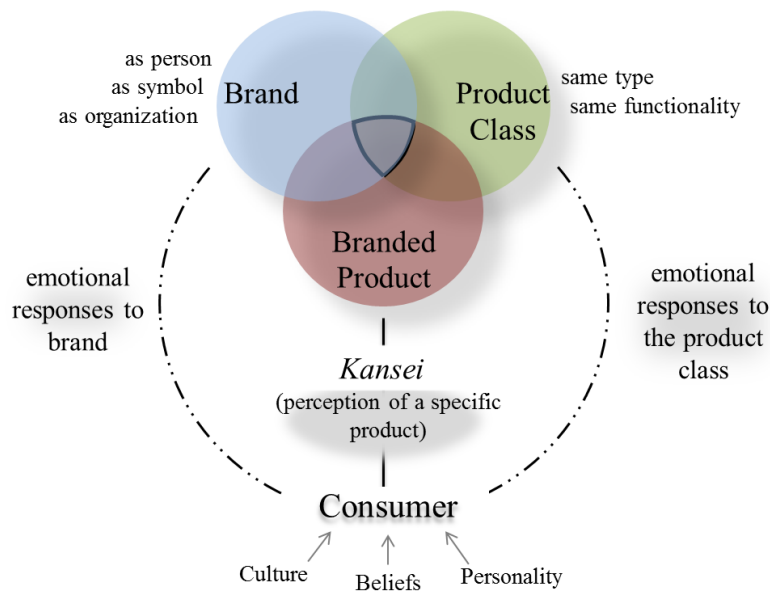 as person
as symbol
as organization
Brand
Product
Class
same type
same functionality
Branded
Product
emotional
responses to
brand
emotional
responses to
the product
class
Kansei
(perception of a specific
product)
Consumer
Culture
Beliefs
Personality